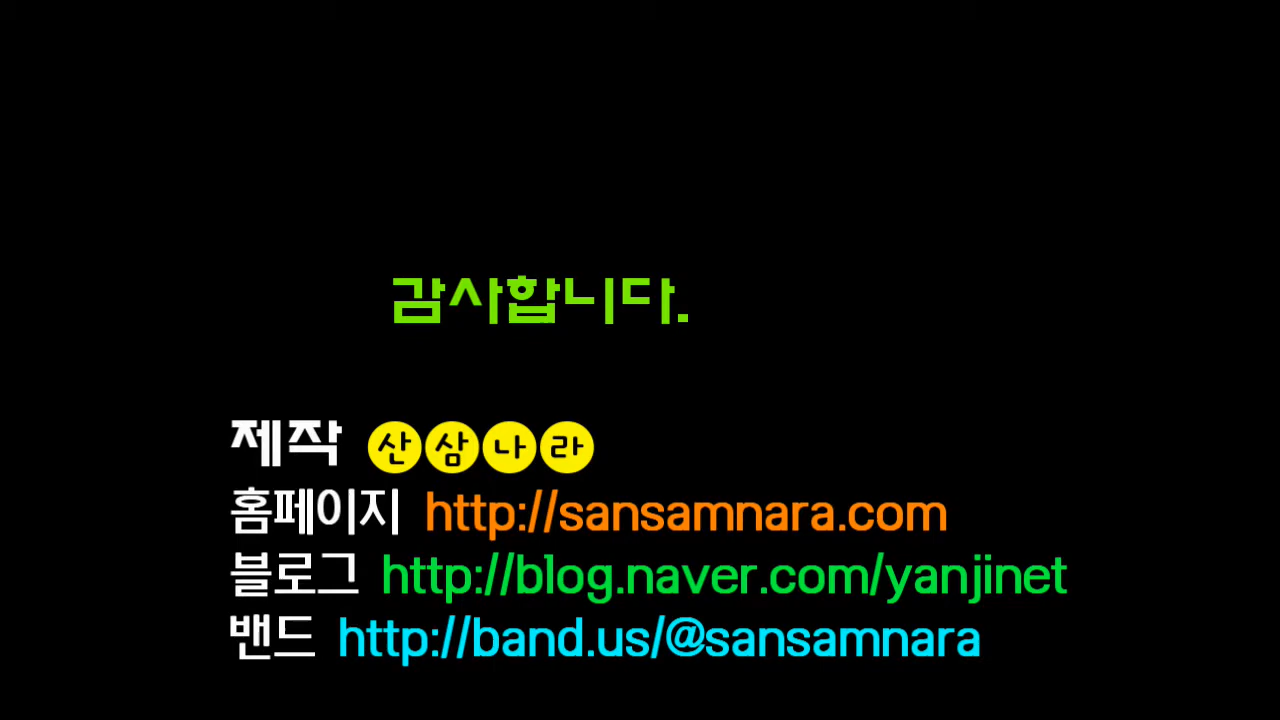 감사합니다.
제작 산삼나라
홈페이지 http://sansamnara.com
블로그 http://blog.naver.com/yanjinet
밴드 http://band.us/@sansamnara